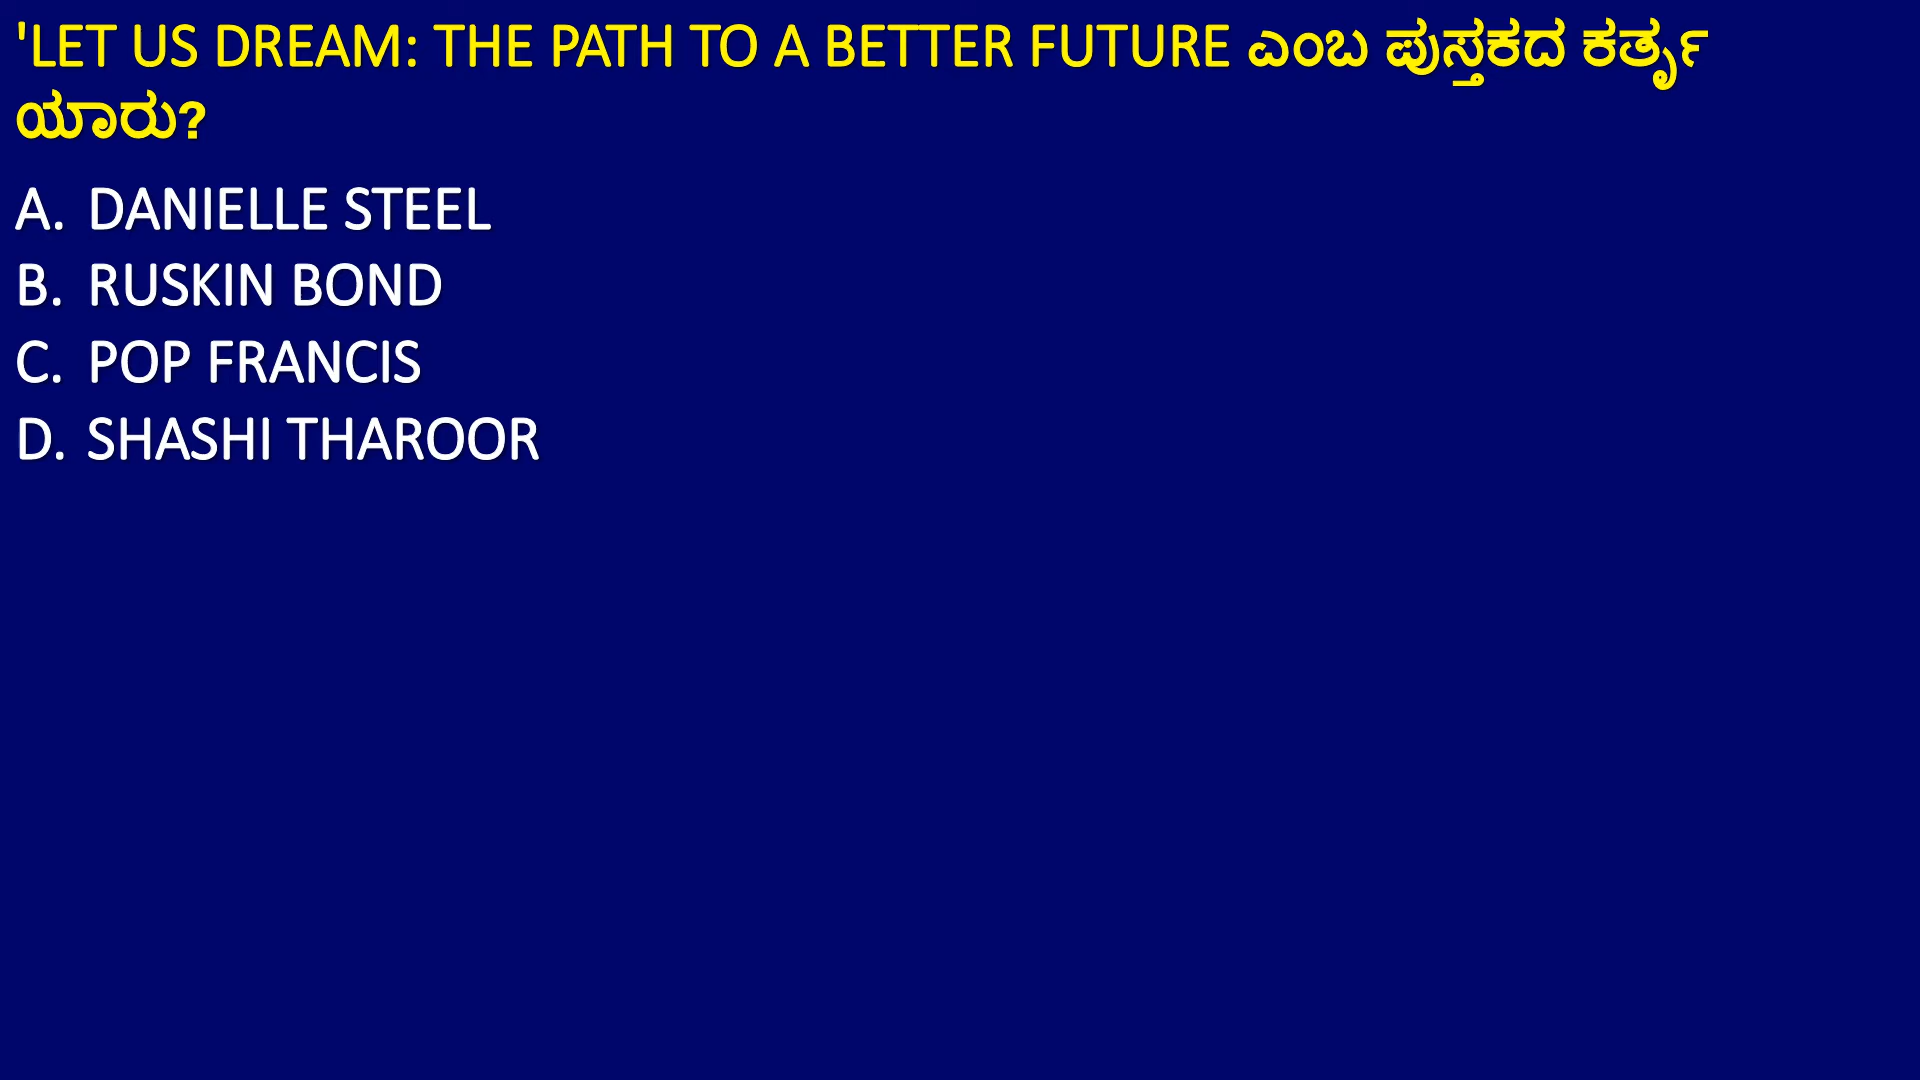 'LET US DREAM: THE PATH TO A BETTER FUTURE ಎಂಬ ಪುಸ್ತಕದ ಕರ್ತೃ
ಯಾರು?
A. DANIELLE STEEL
B. RUSKIN BOND
C. POP FRANCIS
D. SHASHI THAROOR